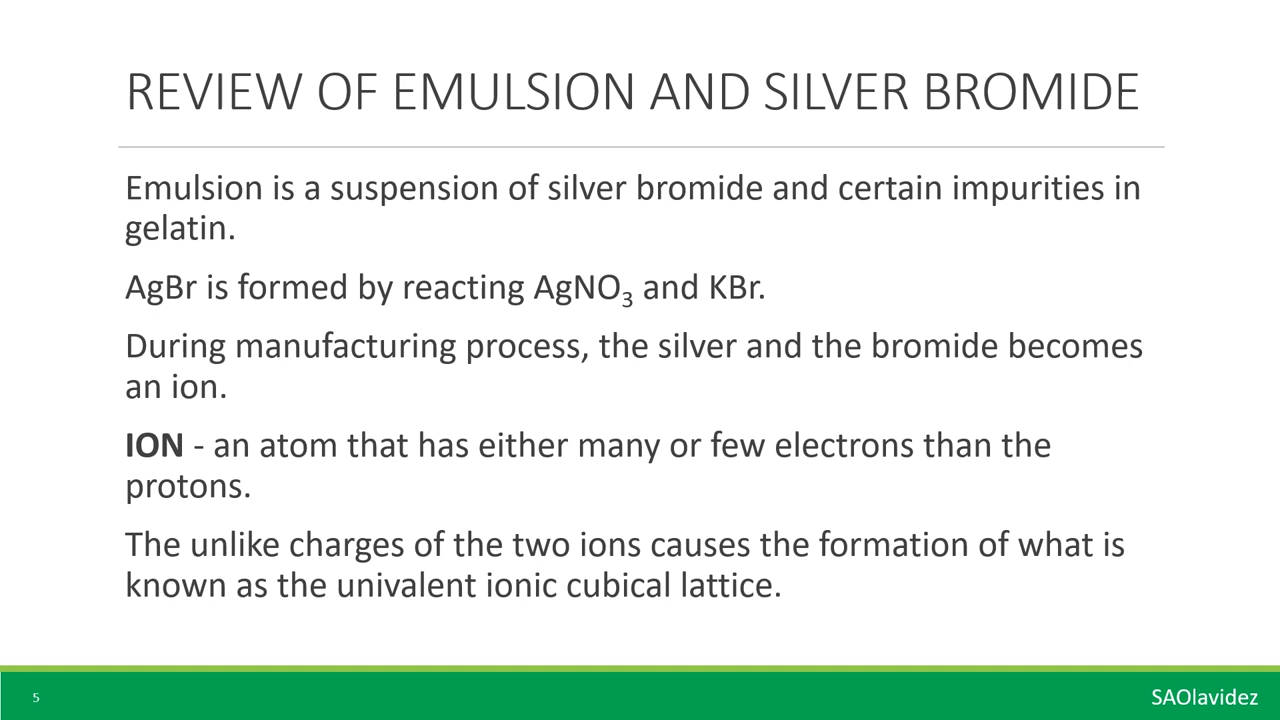 REVIEW OF EMULSION AND SILVER BROMIDE
Emulsion is a suspension of silver bromide and certain impurities in
gelatin.
AgBr is formed by reacting AgNO₃ and KBr.
During manufacturing process, the silver and the bromide becomes
an ion.
ION - an atom that has either many or few electrons than the
protons.
The unlike charges of the two ions causes the formation of what is
known as the univalent ionic cubical lattice.
5
SAOlavidez